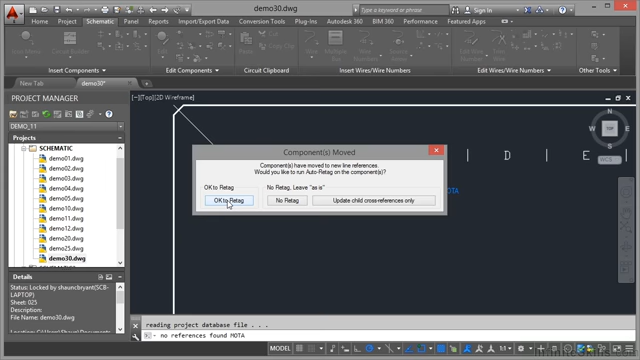 demo30.dwg
Type a keyword or phrase
Sign In
Project
Schematic
Panel
Reports
Import/Export Data
Conversion Tools
Plug-ins
Autodesk 360
BIM 360
Performance
Featured Apps
Multiple
Bus
Insert Components
Edit Components
Circuit Clipboard
Insert Wires/Wire Numbers
Edit Wires/Wire Numbers
Other Tools
New Tab
demo30*
PROJECT MANAGER
[–][Top][2D Wireframe]
DEMO_11
Projects
SCHEMATIC
demo01.dwg
demo02.dwg
demo03.dwg
demo04.dwg
demo05.dwg
demo10.dwg
demo11.dwg
demo12.dwg
demo20.dwg
demo25.dwg
demo30.dwg
Details
Status: Locked by shauncbryant(SCB-
LAPTOP)
Sheet: 025
Description:
File Name: demo30.dwg
N
W
TOP
E
S
WCS
D
E
MOTA
Component(s) Moved
Component(s) have moved to new line references.
Would you like to run Auto-Retag on the component(s)?
OK to Retag
No Retag, Leave "as is"
OK to Retag
No Retag
Update child cross-references only
reading project database file . . .
- no references found MOTA
MODEL